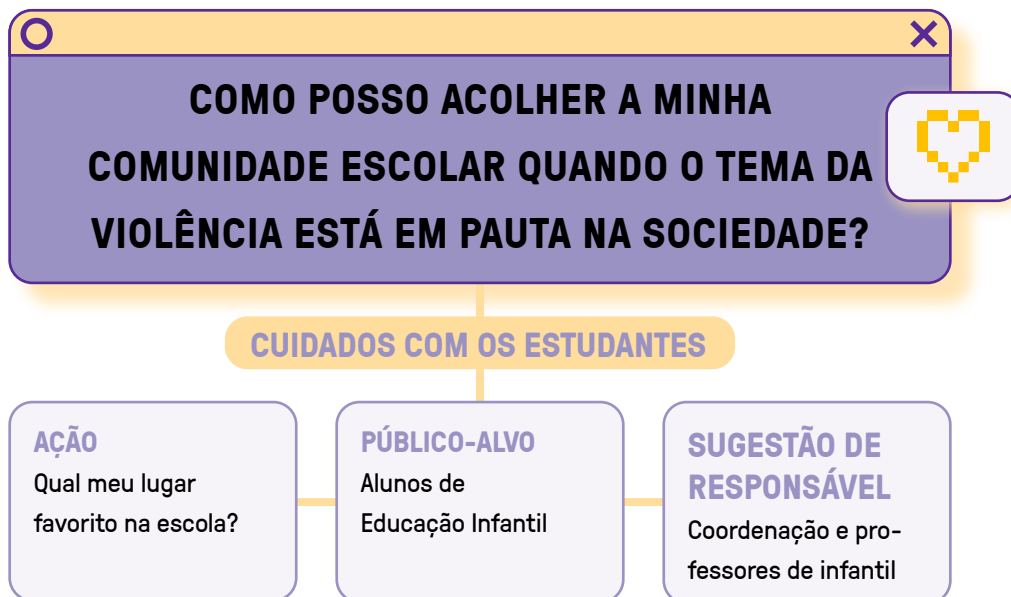 COMO POSSO ACOLHER A MINHA
COMUNIDADE ESCOLAR QUANDO O TEMA DA
VIOLÊNCIA ESTÁ EM PAUTA NA SOCIEDADE?
CUIDADOS COM OS ESTUDANTES
AÇÃO
Qual meu lugar
favorito na escola?
PÚBLICO-ALVO
Alunos de
Educação Infantil
SUGESTÃO DE
RESPONSÁVEL
Coordenação e pro-
fessores de infantil